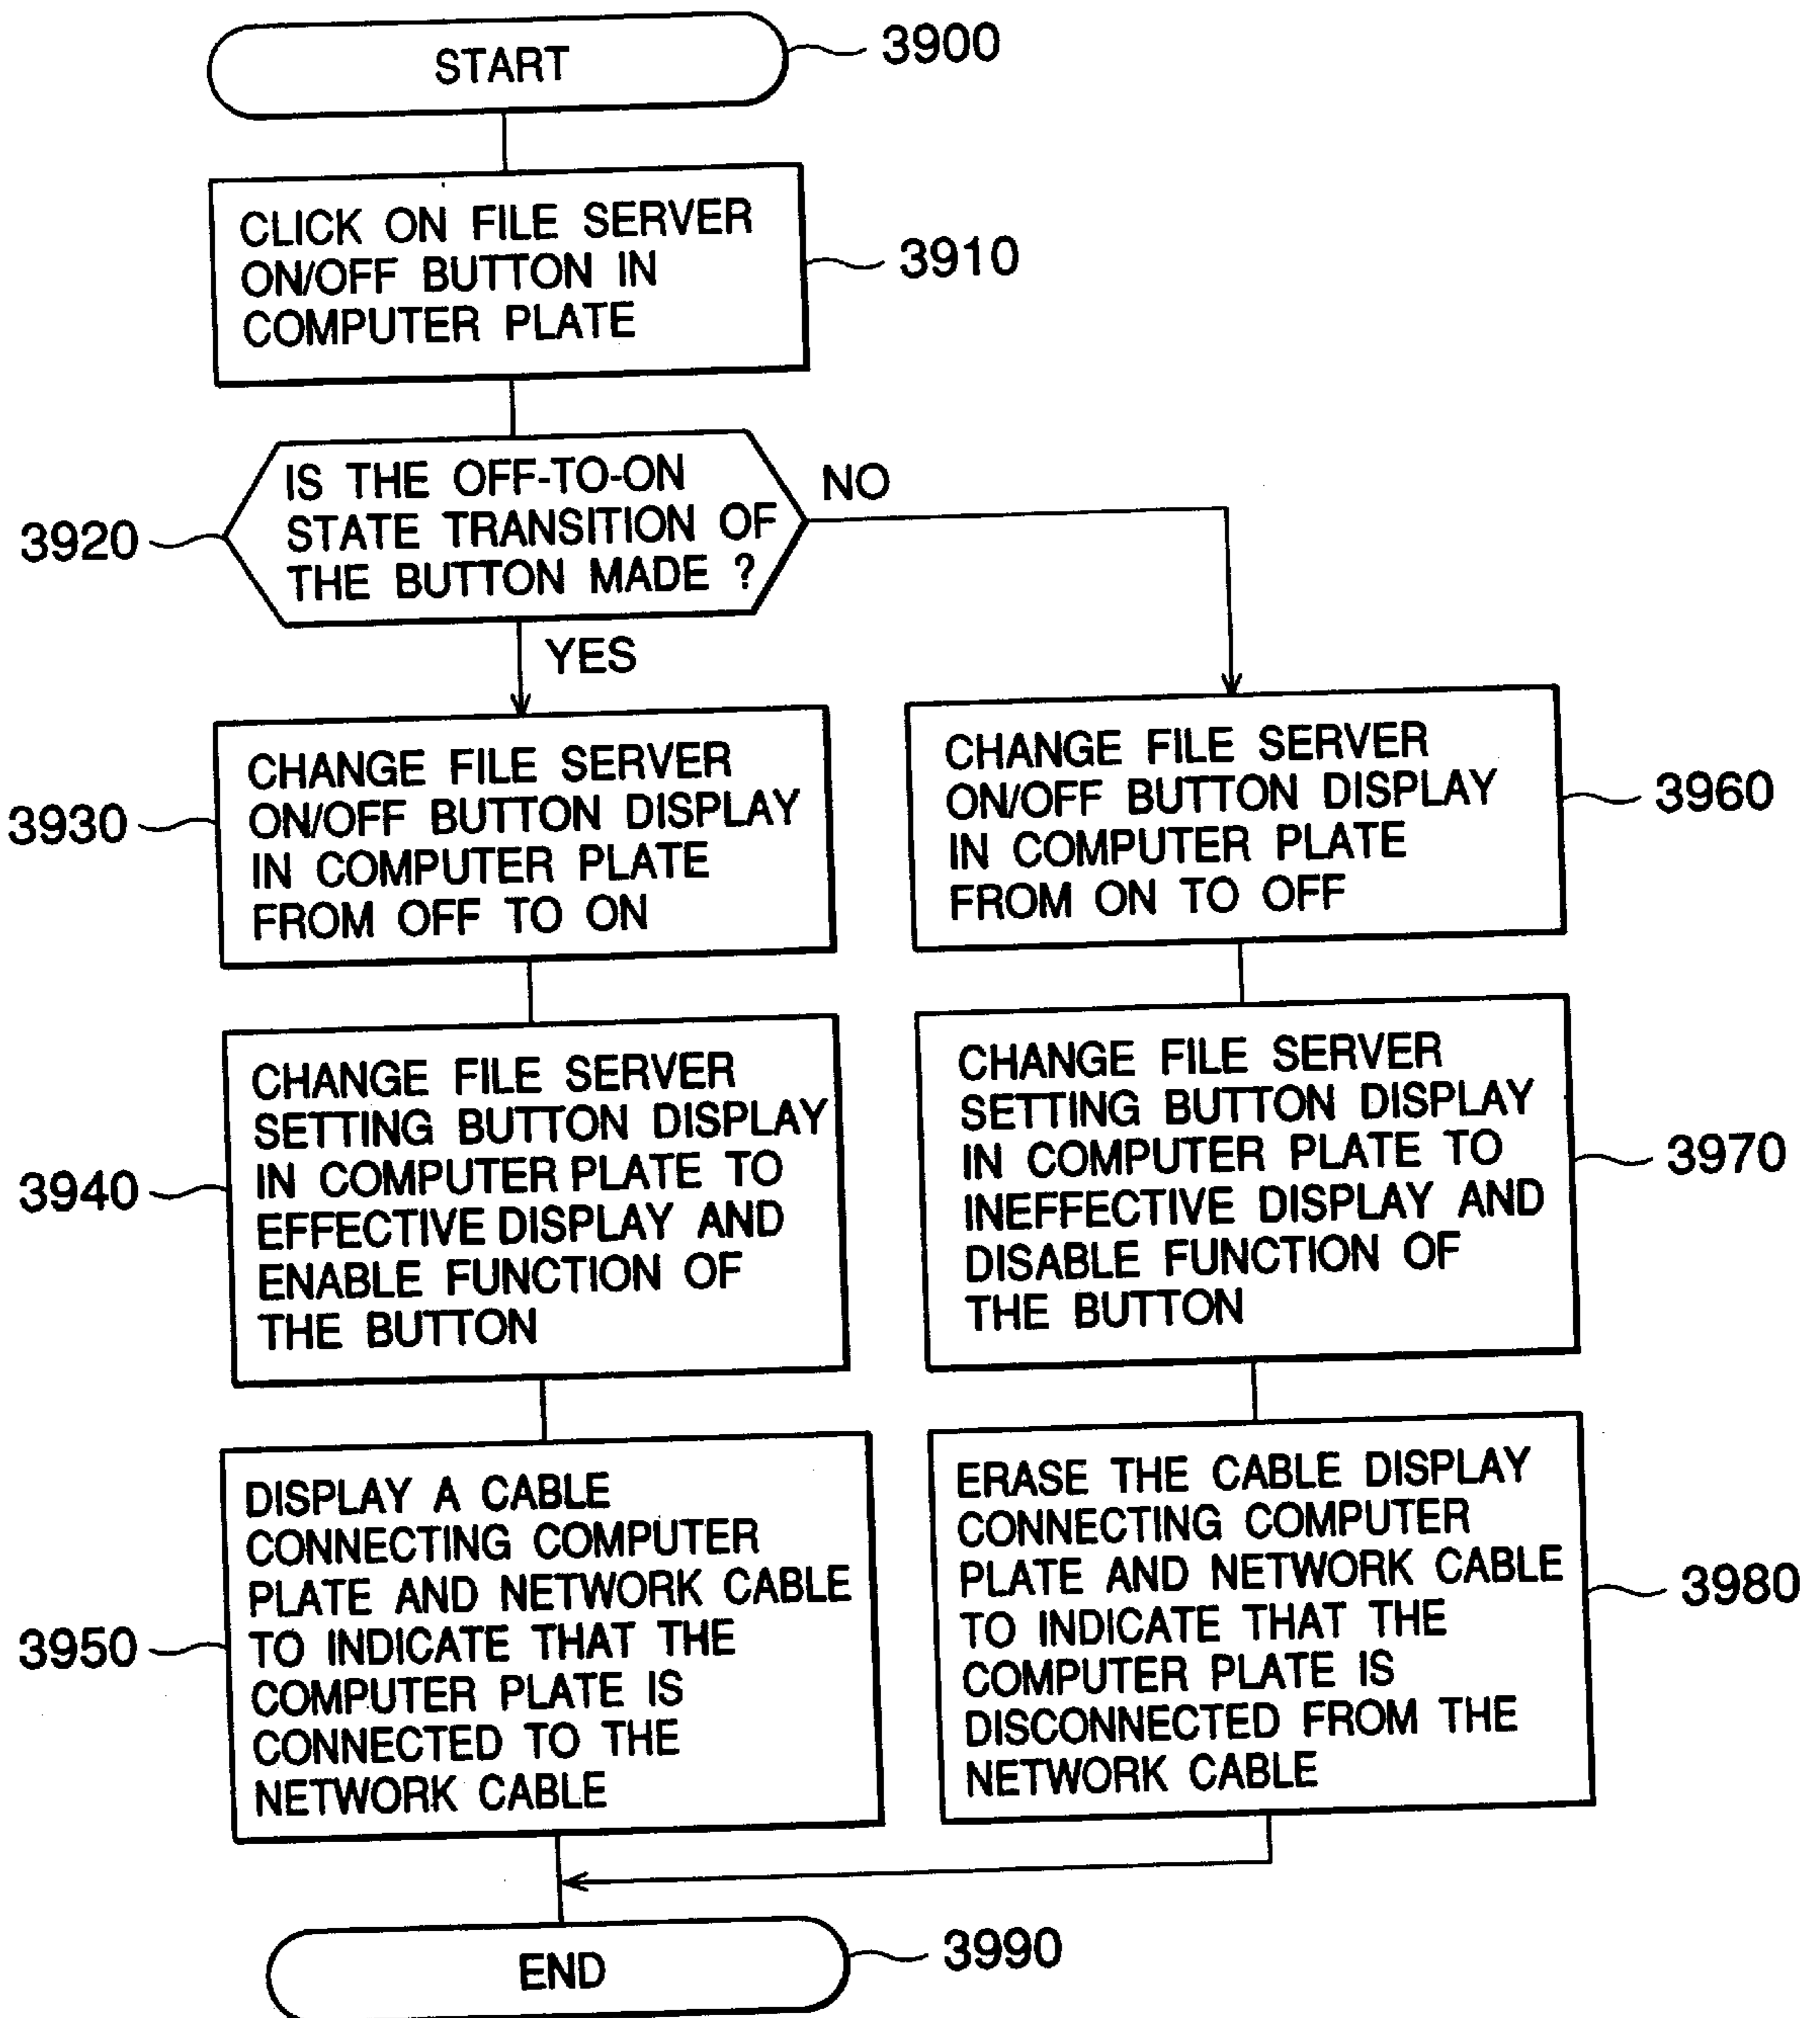 START
3900
CLICK ON FILE SERVER
ON/OFF BUTTON IN
COMPUTER PLATE
3910
IS THE OFF-TO-ON
STATE TRANSITION OF
THE BUTTON MADE ?
3920
NO
YES
CHANGE FILE SERVER
ON/OFF BUTTON DISPLAY
IN COMPUTER PLATE
FROM OFF TO ON
3930
CHANGE FILE SERVER
SETTING BUTTON DISPLAY
IN COMPUTER PLATE TO
EFFECTIVE DISPLAY AND
ENABLE FUNCTION OF
THE BUTTON
3940
DISPLAY A CABLE
CONNECTING COMPUTER
PLATE AND NETWORK CABLE
TO INDICATE THAT THE
COMPUTER PLATE IS
CONNECTED TO THE
NETWORK CABLE
3950
CHANGE FILE SERVER
ON/OFF BUTTON DISPLAY
IN COMPUTER PLATE
FROM ON TO OFF
3960
CHANGE FILE SERVER
SETTING BUTTON DISPLAY
IN COMPUTER PLATE TO
INEFFECTIVE DISPLAY AND
DISABLE FUNCTION OF
THE BUTTON
3970
ERASE THE CABLE DISPLAY
CONNECTING COMPUTER
PLATE AND NETWORK CABLE
TO INDICATE THAT THE
COMPUTER PLATE IS
DISCONNECTED FROM THE
NETWORK CABLE
3980
END
3990